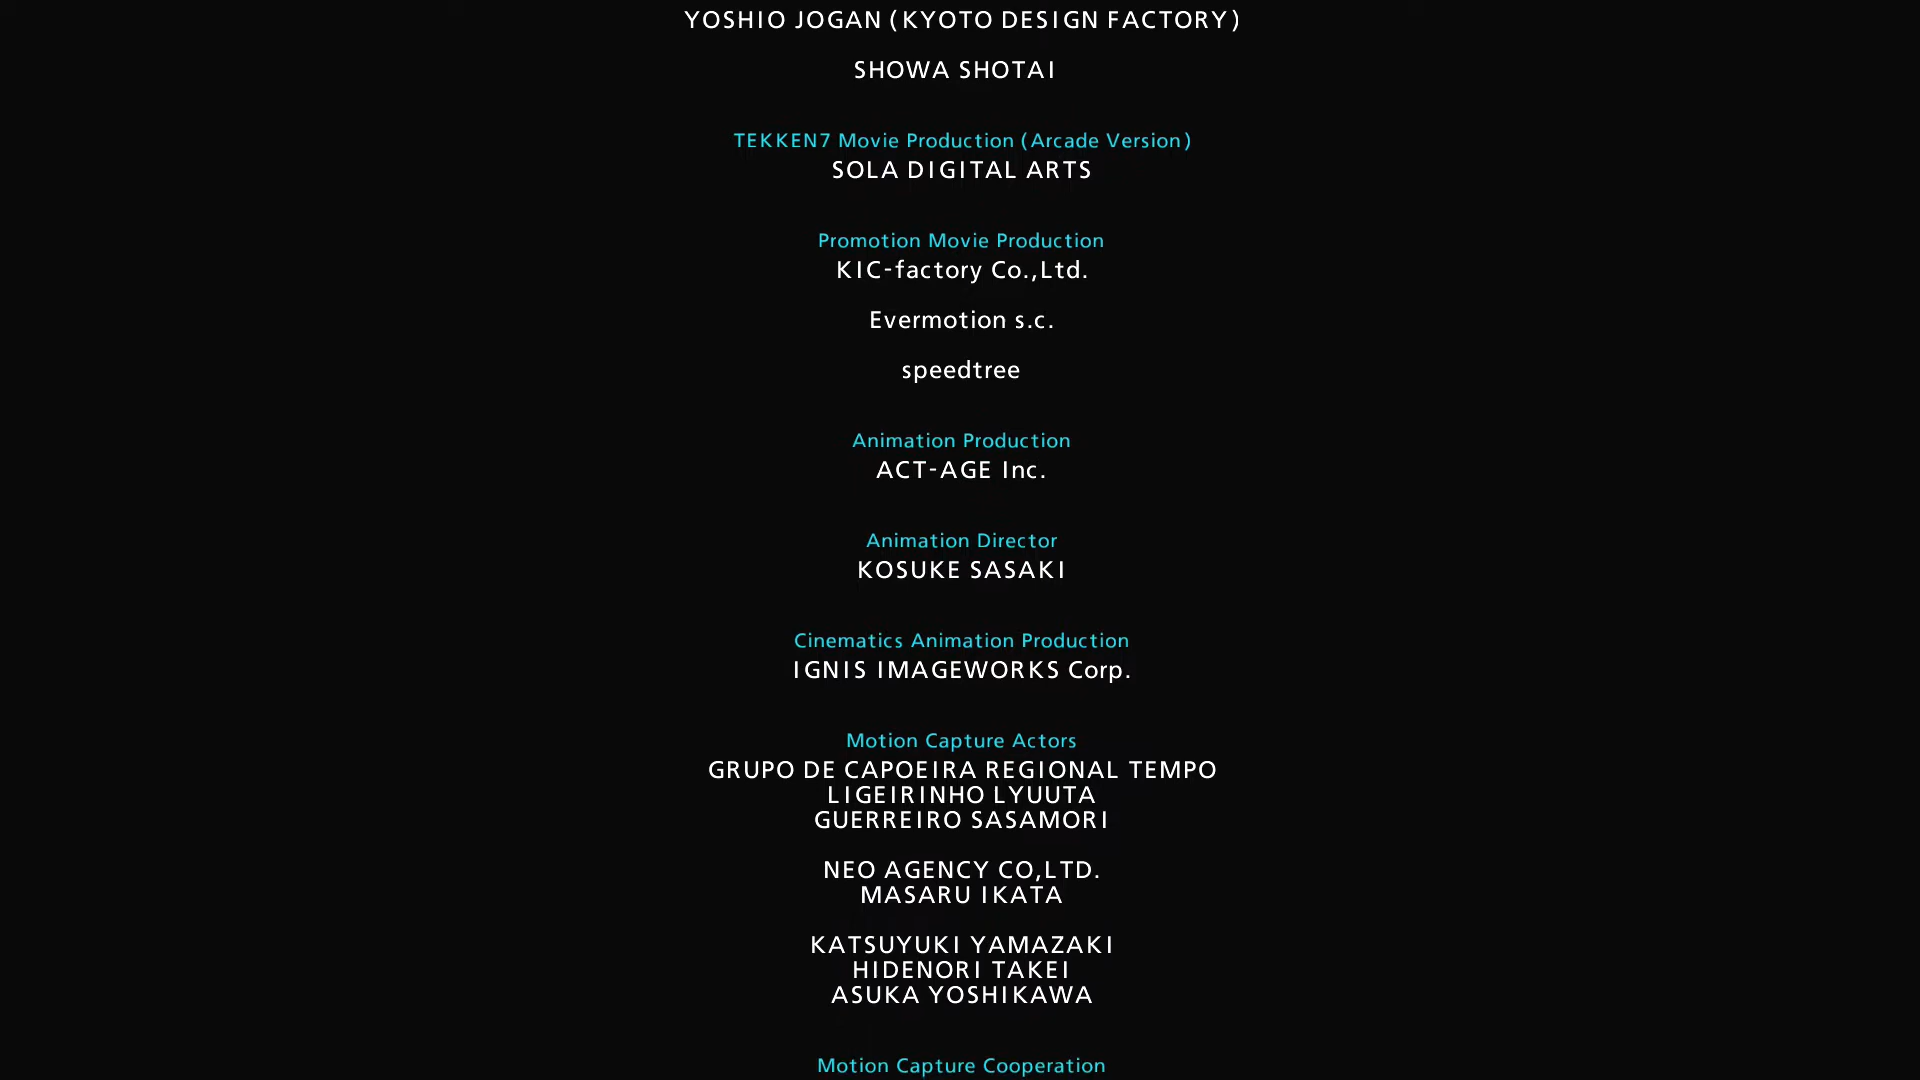 YOSHIO JOGAN (KYOTO DESIGN FACTORY)
SHOWA SHOTAI
TEKKEN7 Movie Production (Arcade Version)
SOLA DIGITAL ARTS
Promotion Movie Production
KIC-factory Co.,Ltd.
Evermotion s.c.
speedtree
Animation Production
ACT-AGE Inc.
Animation Director
KOSUKE SASAKI
Cinematics Animation Production
IGNIS IMAGEWORKS Corp.
Motion Capture Actors
GRUPO DE CAPOEIRA REGIONAL TEMPO
LIGEIRINHO LYUUTA
GUERREIRO SASAMORI
NEO AGENCY CO,LTD.
MASARU IKATA
KATSUYUKI YAMAZAKI
HIDENORI TAKEI
ASUKA YOSHIKAWA
Motion Capture Cooperation